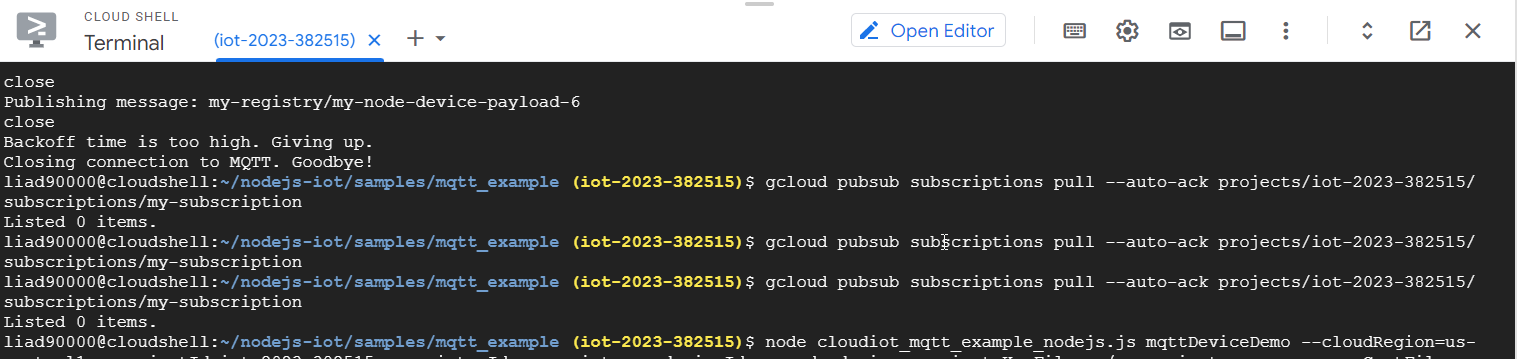 CLOUD SHELL
Terminal
(iot-2023-382515)
Open Editor
close
Publishing message: my-registry/my-node-device-payload-6
close
Backoff time is too high. Giving up.
Closing connection to MQTT. Goodbye!
liad90000@cloudshell:~/nodejs-iot/samples/mqtt_example (iot-2023-382515)$ gcloud pubsub subscriptions pull --auto-ack projects/iot-2023-382515/
subscriptions/my-subscription
Listed 0 items.
liad90000@cloudshell:~/nodejs-iot/samples/mqtt_example (iot-2023-382515)$ gcloud pubsub subscriptions pull --auto-ack projects/iot-2023-382515/
subscriptions/my-subscription
liad90000@cloudshell:~/nodejs-iot/samples/mqtt_example (iot-2023-382515)$ gcloud pubsub subscriptions pull --auto-ack projects/iot-2023-382515/
subscriptions/my-subscription
Listed 0 items.
liad90000@cloudshell:~/nodejs-iot/samples/mqtt_example (iot-2023-382515)$ node cloudiot_mqtt_example_nodejs.js mqttDeviceDemo --cloudRegion=us-